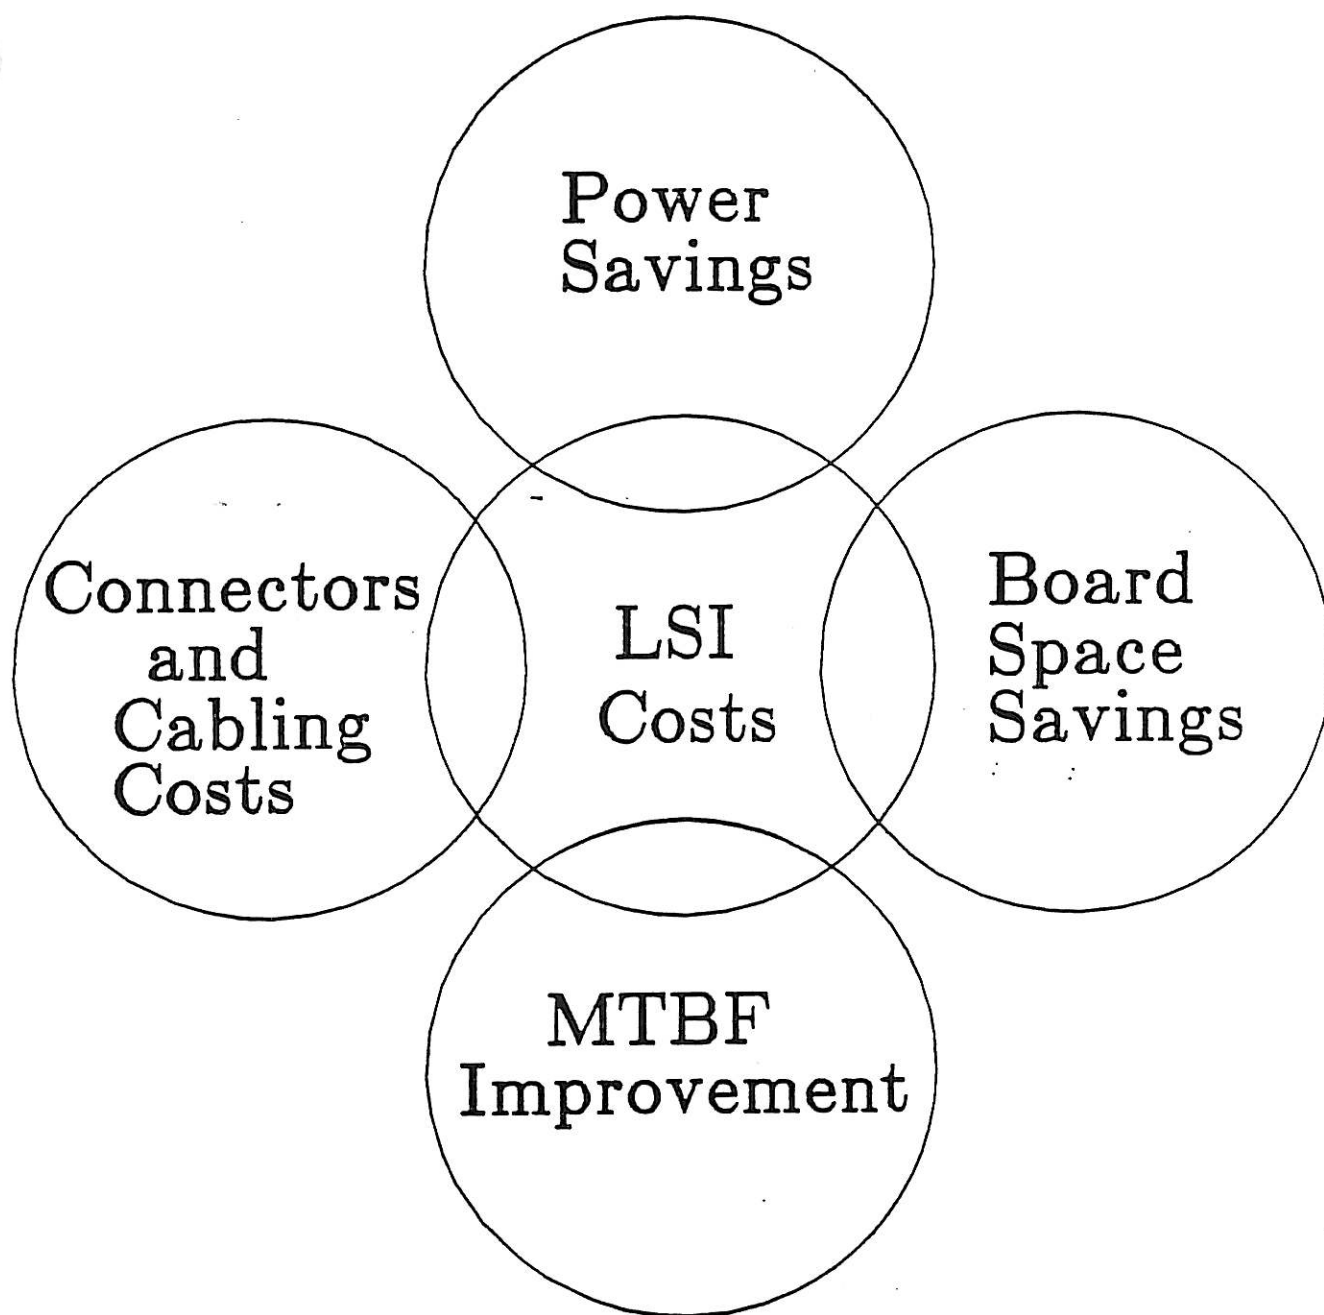 Power
Savings
Connectors
and
Cabling
Costs
LSI
Costs
Board
Space
Savings
MTBF
Improvement